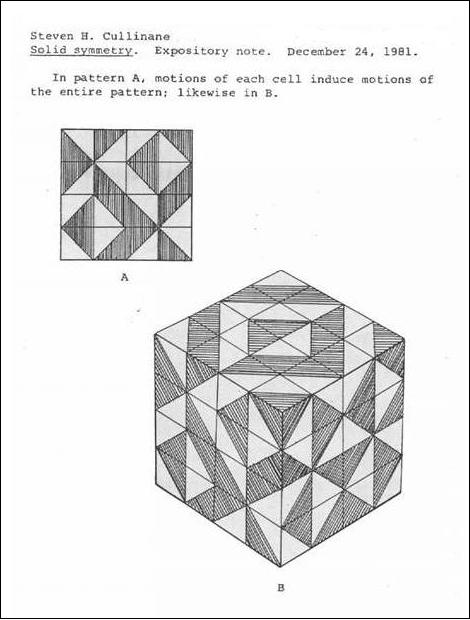 Steven H. Cullinane
Solid symmetry. Expository note. December 24, 1981.
In pattern A, motions of each cell induce motions of
the entire pattern; likewise in B.
A
B